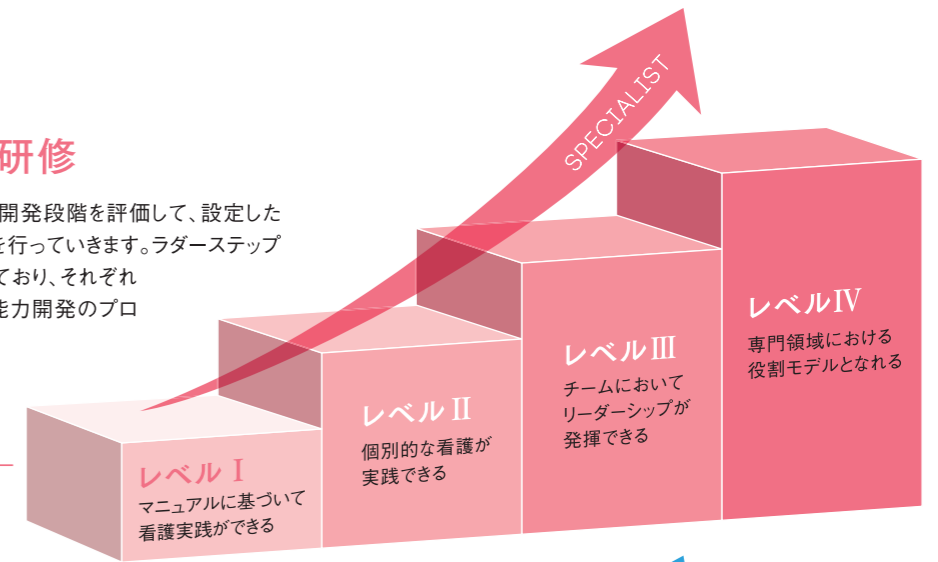 研修
開発段階を評価して、設定した
を行っていきます。ラダーステップ
ており、それぞれ
能力開発のプロ
SPECIALIST
レベルⅠ
マニュアルに基づいて
看護実践ができる
レベルⅡ
個別的な看護が
実践できる
レベルⅢ
チームにおいて
リーダーシップが
発揮できる
レベルⅣ
専門領域における
役割モデルとなれる